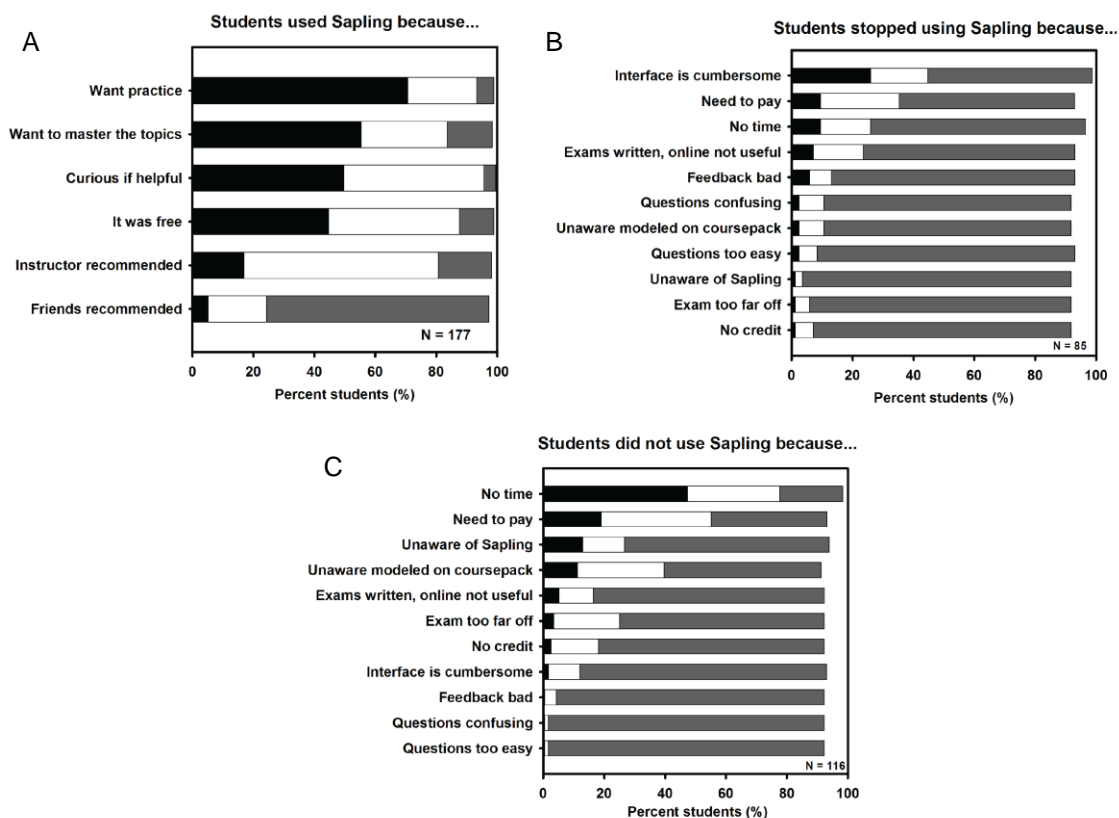 A
Students used Sapling because...
Want practice
Want to master the topics
Curious if helpful
It was free
Instructor recommended
Friends recommended
N = 177
0 20 40 60 80 100
Percent students (%)
B
Students stopped using Sapling because...
Interface is cumbersome
Need to pay
No time
Exams written, online not useful
Feedback bad
Questions confusing
Unaware modeled on coursepack
Questions too easy
Unaware of Sapling
Exam too far off
No credit
N = 85
0 20 40 60 80 100
Percent students (%)
C
Students did not use Sapling because...
No time
Need to pay
Unaware of Sapling
Unaware modeled on coursepack
Exams written, online not useful
Exam too far off
No credit
Interface is cumbersome
Feedback bad
Questions confusing
Questions too easy
N = 116
0 20 40 60 80 100
Percent students (%)